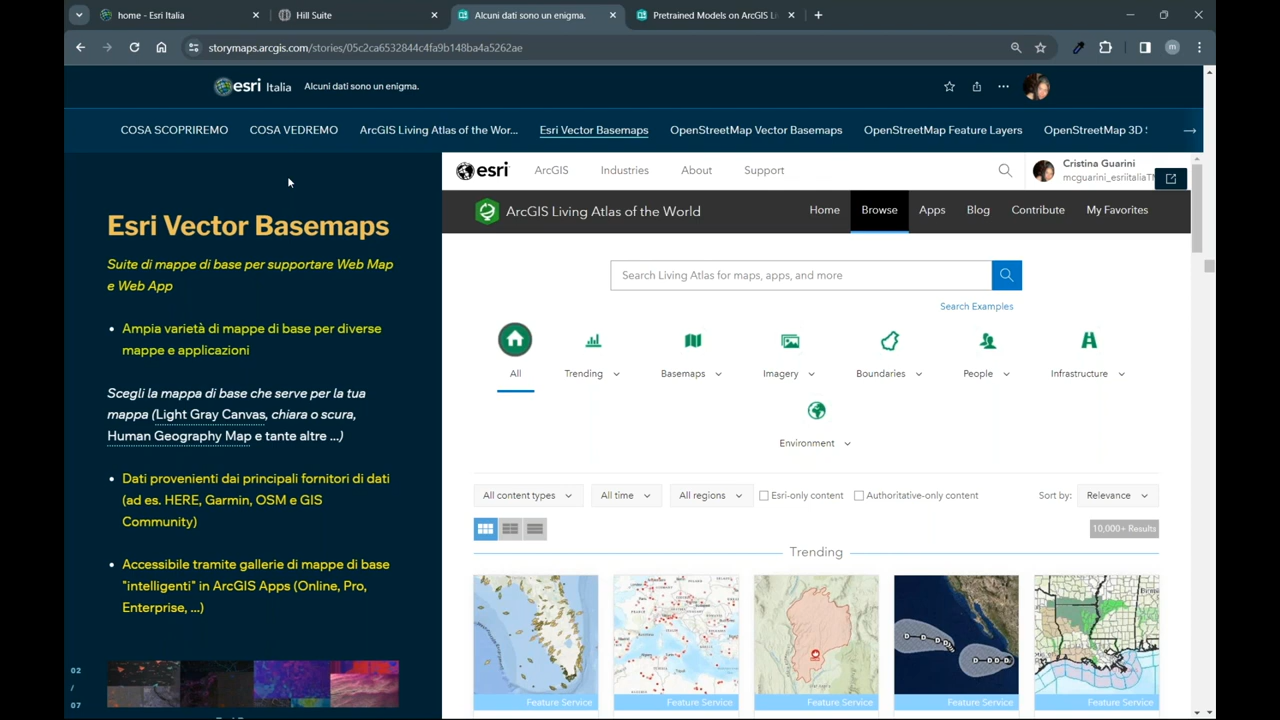 home - Esri Italia
Hill Suite
Alcuni dati sono un enigma.
Pretrained Models on ArcGIS Li
storymaps.arcgis.com/stories/05c2ca6532844c4fa9b148ba4a5262ae
m
esri Italia
Alcuni dati sono un enigma.
COSA SCOPRIREMO
COSA VEDREMO
ArcGIS Living Atlas of the Wor...
Esri Vector Basemaps
OpenStreetMap Vector Basemaps
OpenStreetMap Feature Layers
OpenStreetMap 3D
Esri Vector Basemaps
Suite di mappe di base per supportare Web Map
e Web App
Ampia varietà di mappe di base per diverse
mappe e applicazioni
Scegli la mappa di base che serve per la tua
mappa (Light Gray Canvas, chiara o scura,
Human Geography Map e tante altre ...)
Dati provenienti dai principali fornitori di dati
(ad es. HERE, Garmin, OSM e GIS
Community)
Accessibile tramite gallerie di mappe di base
"intelligenti" in ArcGIS Apps (Online, Pro,
Enterprise, ...)
02
/
07
esri
ArcGIS
Industries
About
Support
Cristina Guarini
mcguarini_esriitaliaTM
ArcGIS Living Atlas of the World
Home
Browse
Apps
Blog
Contribute
My Favorites
Search Living Atlas for maps, apps, and more
Search Examples
All
Trending
Basemaps
Imagery
Boundaries
People
Infrastructure
Environment
All content types
All time
All regions
Esri-only content
Authoritative-only content
Sort by:
Relevance
10,000+ Results
Trending
Feature Service
Feature Service
Feature Service
Feature Service
Feature Service